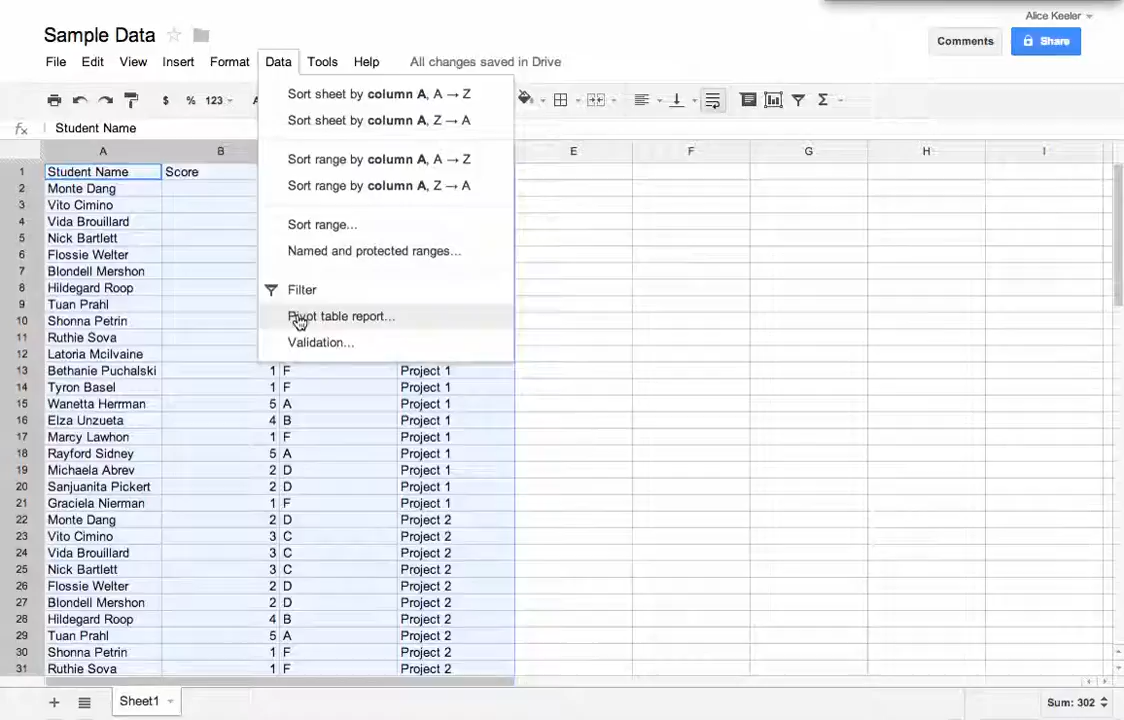 Alice Keeler
Sample Data
Comments
Share
File Edit View Insert Format Data Tools Help All changes saved in Drive
$ % 123
Sort sheet by column A, A → Z
Sort sheet by column A, Z → A
Sort range by column A, A → Z
Sort range by column A, Z → A
Sort range...
Named and protected ranges...
Filter
Pivot table report...
Validation...
fx Student Name
A B E F G H I
1 Student Name Score
2 Monte Dang
3 Vito Cimino
4 Vida Brouillard
5 Nick Bartlett
6 Flossie Welter
7 Blondell Mershon
8 Hildegard Roop
9 Tuan Prahl
10 Shonna Petrin
11 Ruthie Sova
12 Latoria Mcilvaine
13 Bethanie Puchalski 1 F Project 1
14 Tyron Basel 1 F Project 1
15 Wanetta Herrman 5 A Project 1
16 Elza Unzueta 4 B Project 1
17 Marcy Lawhon 1 F Project 1
18 Rayford Sidney 5 A Project 1
19 Michaela Abrev 2 D Project 1
20 Sanjuanita Pickert 2 D Project 1
21 Graciela Nierman 1 F Project 1
22 Monte Dang 2 D Project 2
23 Vito Cimino 3 C Project 2
24 Vida Brouillard 3 C Project 2
25 Nick Bartlett 3 C Project 2
26 Flossie Welter 2 D Project 2
27 Blondell Mershon 2 D Project 2
28 Hildegard Roop 4 B Project 2
29 Tuan Prahl 5 A Project 2
30 Shonna Petrin 1 F Project 2
31 Ruthie Sova 1 F Project 2
Sheet1
Sum: 302